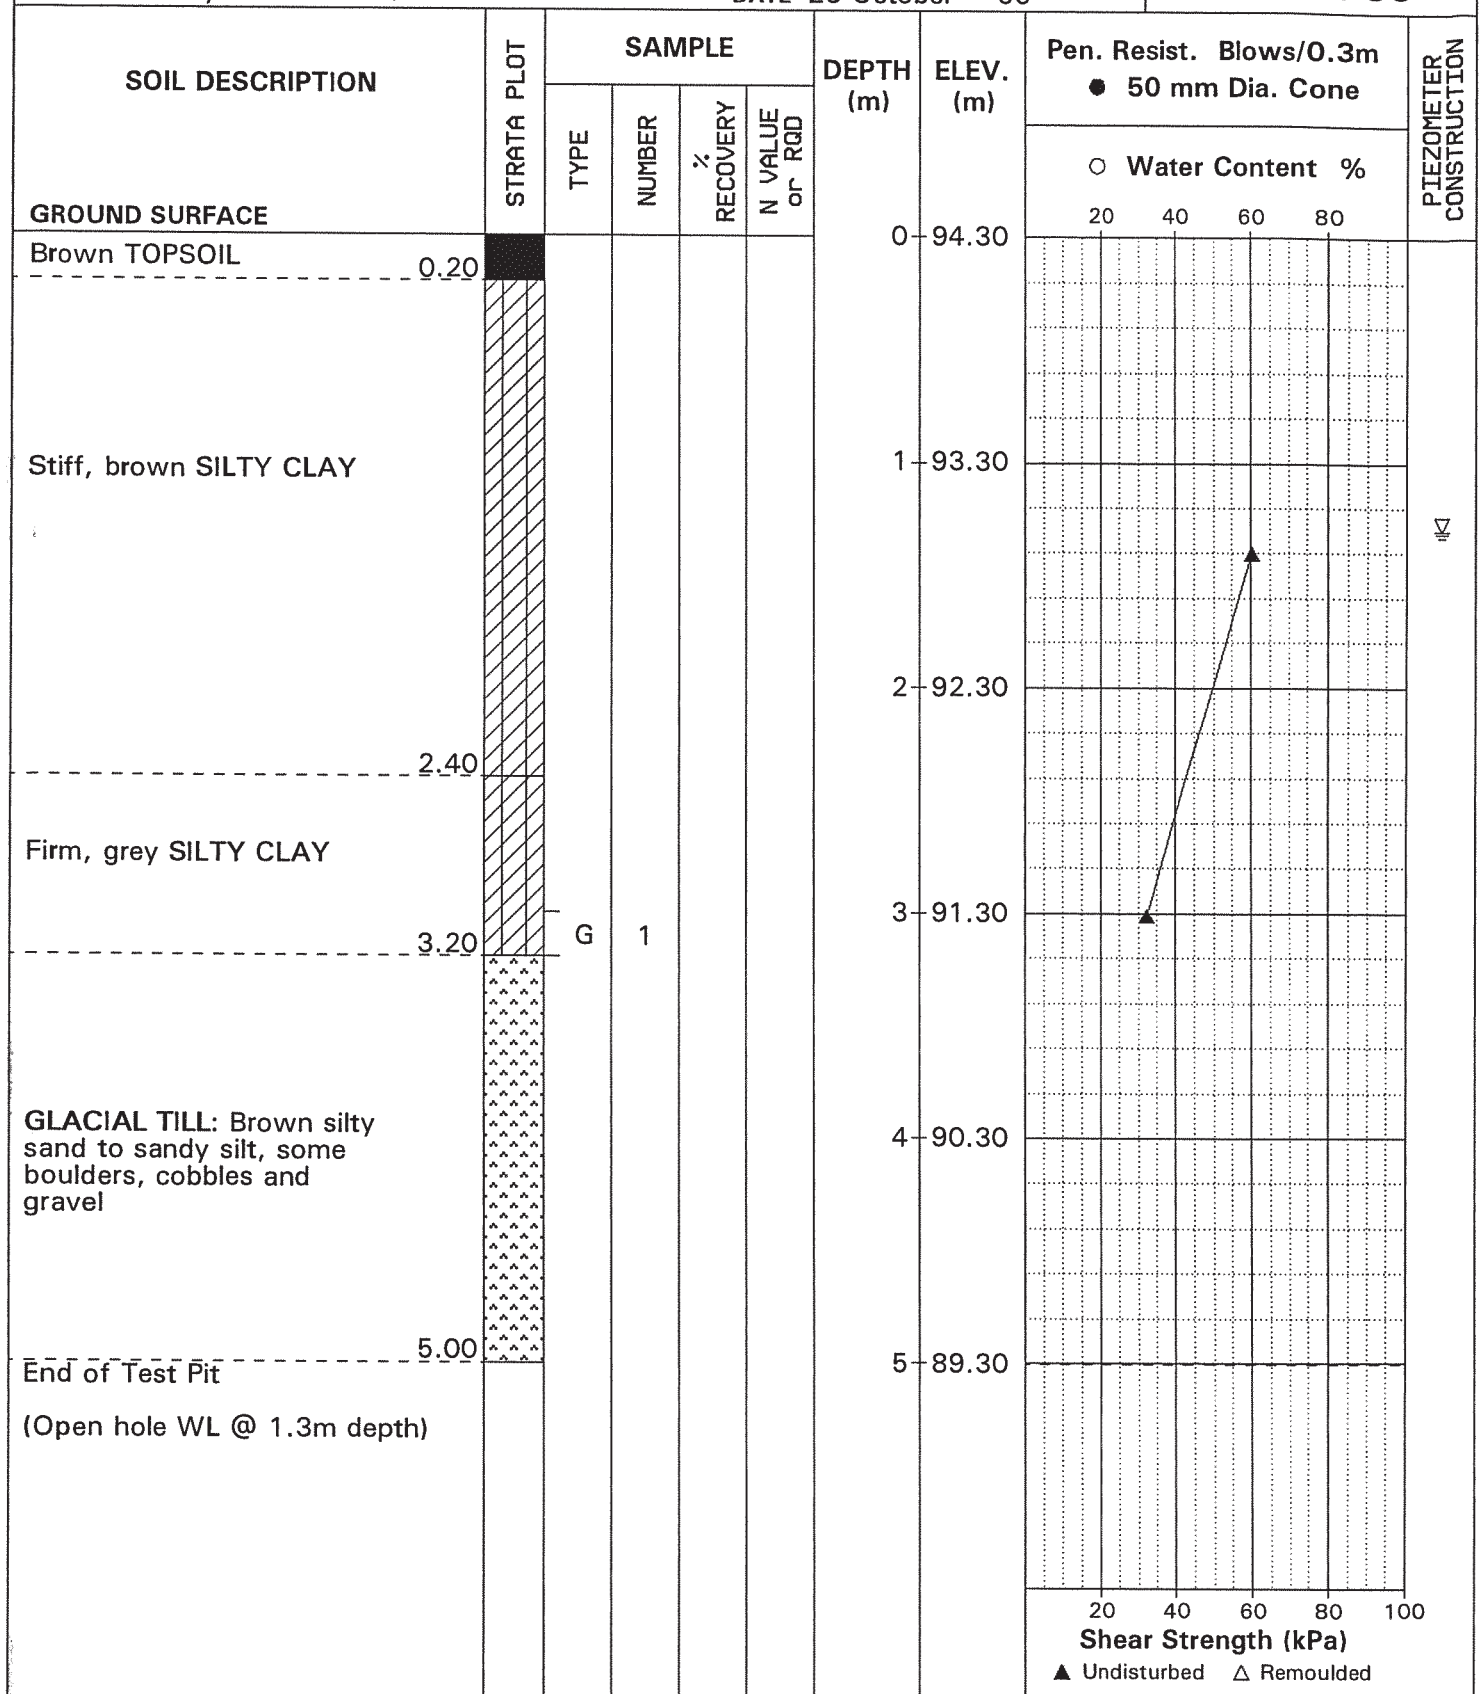 SOIL DESCRIPTION
GROUND SURFACE
STRATA PLOT
SAMPLE
TYPE
NUMBER
% RECOVERY
N VALUE or RQD
DEPTH
(m)
ELEV.
(m)
Pen. Resist. Blows/0.3m
● 50 mm Dia. Cone
○ Water Content %
20 40 60 80
PIEZOMETER CONSTRUCTION
0 94.30
Brown TOPSOIL
0.20
Stiff, brown SILTY CLAY
1 93.30
2 92.30
2.40
Firm, grey SILTY CLAY
3 91.30
G 1
3.20
GLACIAL TILL: Brown silty
sand to sandy silt, some
boulders, cobbles and
gravel
4 90.30
5.00
5 89.30
End of Test Pit
(Open hole WL @ 1.3m depth)
20 40 60 80 100
Shear Strength (kPa)
▲ Undisturbed △ Remoulded